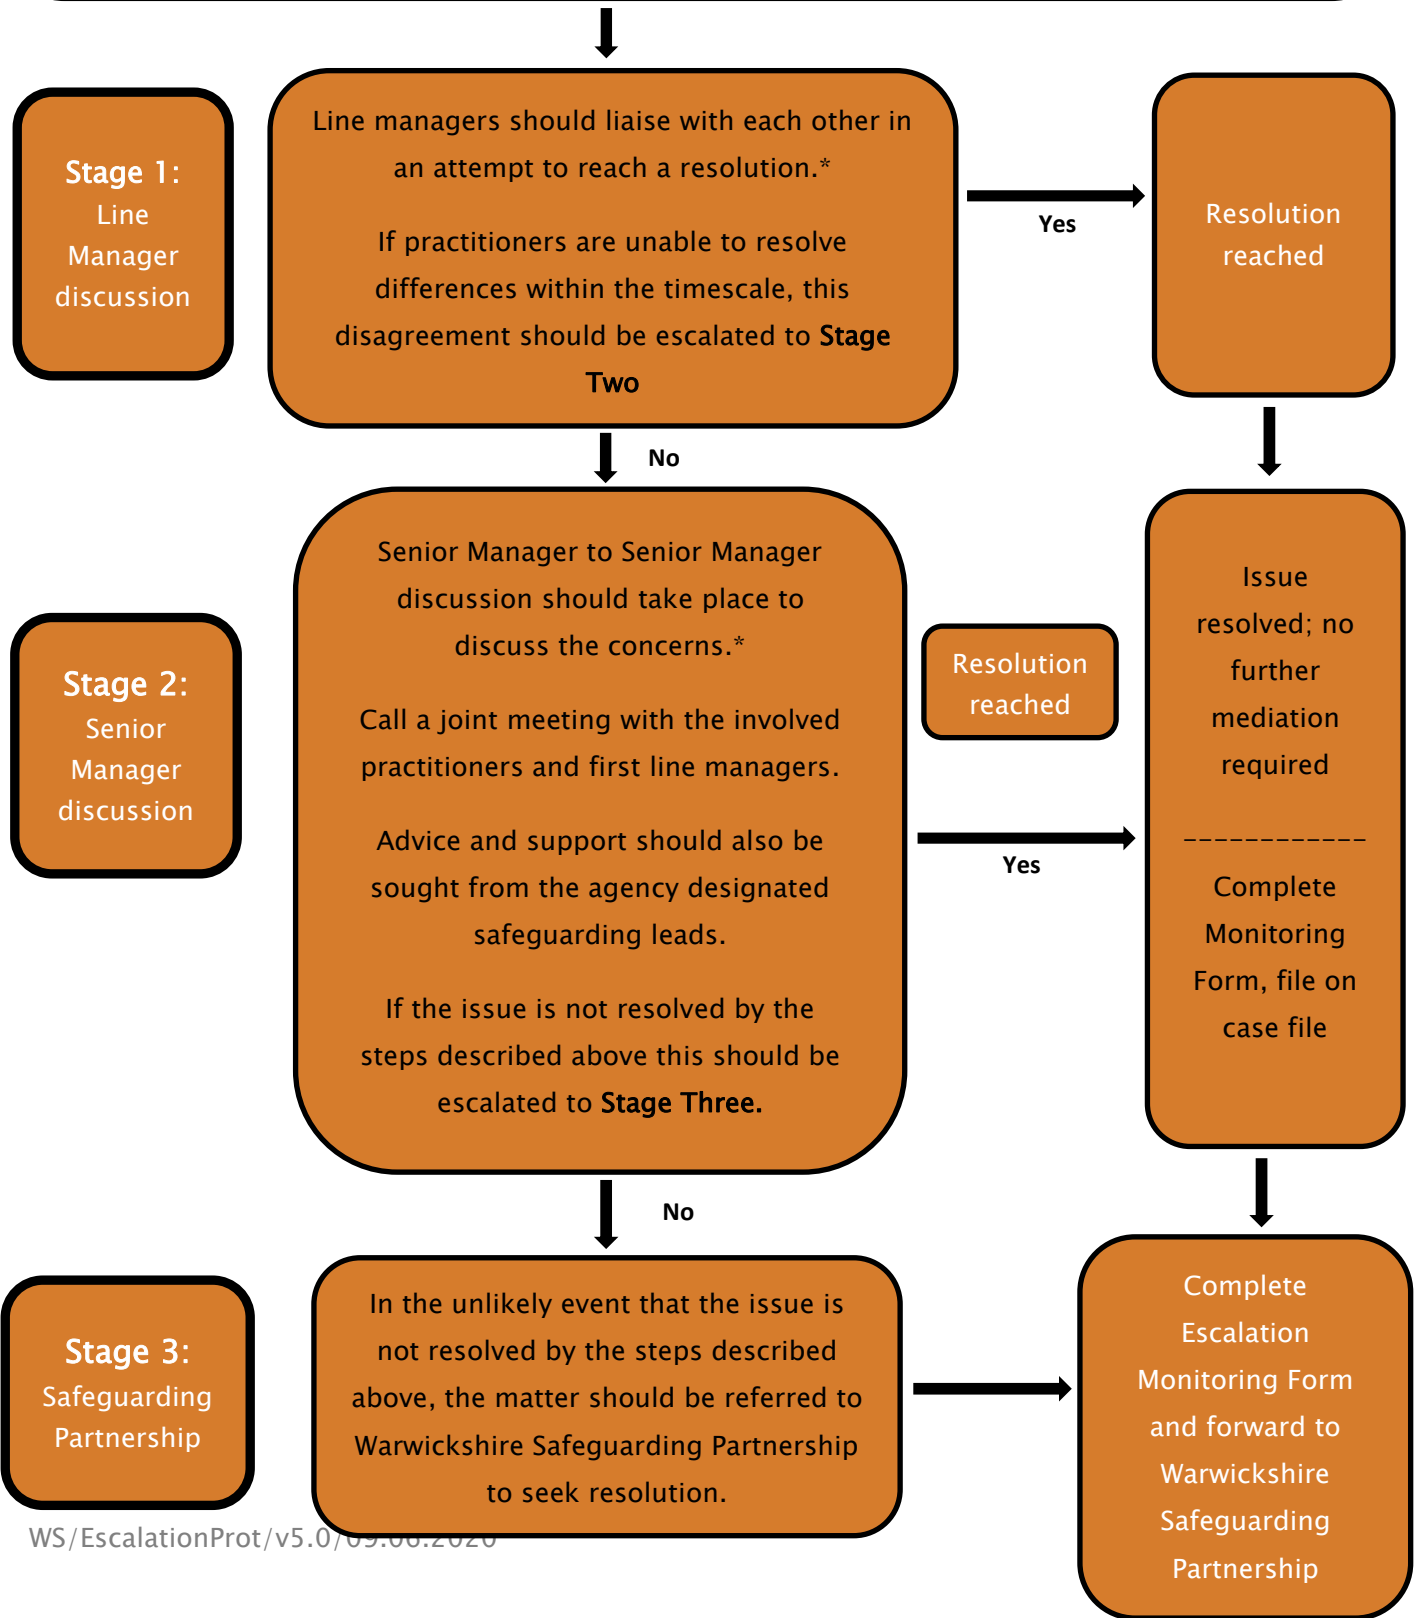 Stage 1:
Line
Manager
discussion
Line managers should liaise with each other in
an attempt to reach a resolution.*
If practitioners are unable to resolve
differences within the timescale, this
disagreement should be escalated to Stage
Two
Yes
Resolution
reached
No
Stage 2:
Senior
Manager
discussion
Senior Manager to Senior Manager
discussion should take place to
discuss the concerns.*
Call a joint meeting with the involved
practitioners and first line managers.
Advice and support should also be
sought from the agency designated
safeguarding leads.
If the issue is not resolved by the
steps described above this should be
escalated to Stage Three.
Resolution
reached
Yes
Issue
resolved; no
further
mediation
required
------------
Complete
Monitoring
Form, file on
case file
No
Stage 3:
Safeguarding
Partnership
In the unlikely event that the issue is
not resolved by the steps described
above, the matter should be referred to
Warwickshire Safeguarding Partnership
to seek resolution.
Complete
Escalation
Monitoring Form
and forward to
Warwickshire
Safeguarding
Partnership
WS/EscalationProt/v5.0/09.06.2020